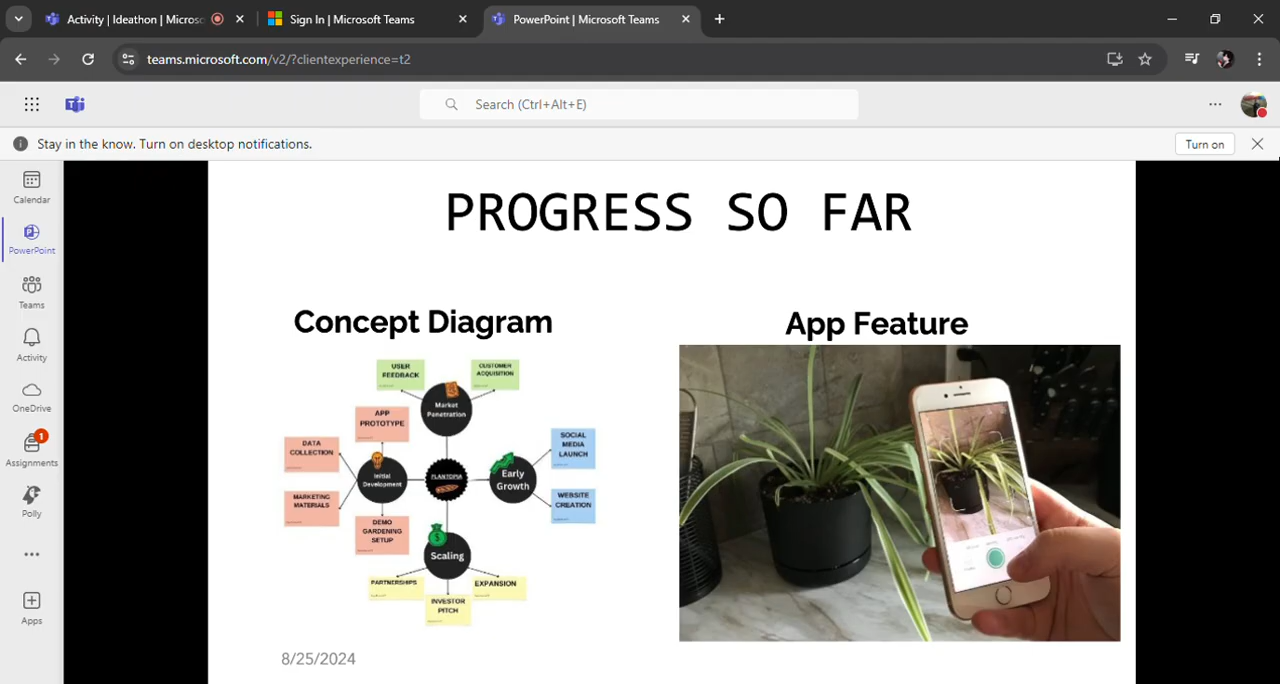 Activity | Ideathon | Micros
Sign In | Microsoft Teams
PowerPoint | Microsoft Teams
teams.microsoft.com/v2/?clientexperience=t2
Search (Ctrl+Alt+E)
Stay in the know. Turn on desktop notifications.
Turn on
Calendar
PowerPoint
Teams
Activity
OneDrive
1
Assignments
Polly
Apps
PROGRESS SO FAR
Concept Diagram
USER
FEEDBACK
CUSTOMER
ACQUISITION
Market
Penetration
APP
PROTOTYPE
DATA
COLLECTION
SOCIAL
MEDIA
LAUNCH
Initial
Development
PLANTOPIA
Early
Growth
MARKETING
MATERIALS
WEBSITE
CREATION
DEMO
GARDENING
SETUP
Scaling
PARTNERSHIPS
EXPANSION
INVESTOR
PITCH
App Feature
8/25/2024